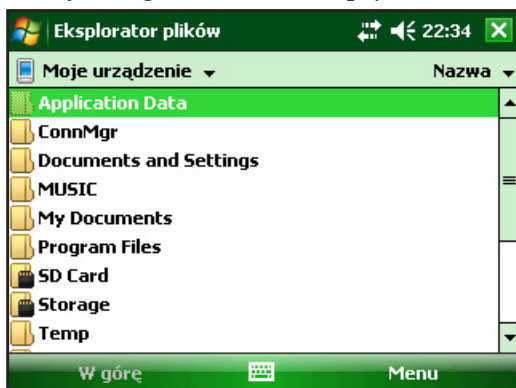 Eksplorator plików 22:34
Moje urządzenie Nazwa
Application Data
ConnMgr
Documents and Settings
MUSIC
My Documents
Program Files
SD Card
Storage
Temp
W górę Menu